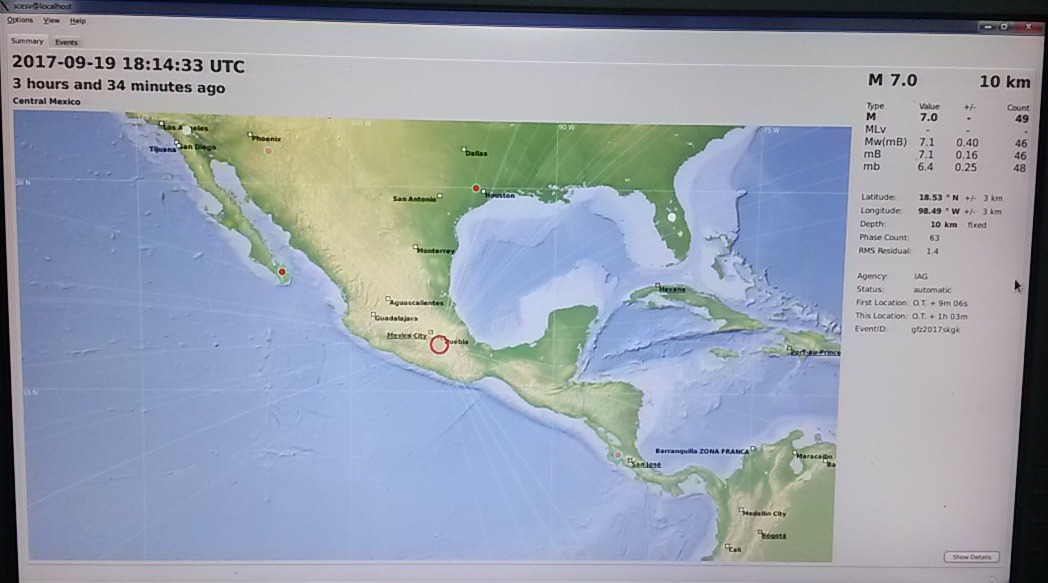 scesv@localhost
Options View Help
Summary Events
2017-09-19 18:14:33 UTC
3 hours and 34 minutes ago
Central Mexico
M 7.0 10 km
Type Value +/- Count
M 7.0 - 49
MLv - - -
Mw(mB) 7.1 0.40 46
mB 7.1 0.16 46
mb 6.4 0.25 48
Latitude: 18.53 ° N +/- 3 km
Longitude: 98.49 ° W +/- 3 km
Depth: 10 km fixed
Phase Count: 63
RMS Residual: 1.4
Agency: IAG
Status: automatic
First Location: O.T. + 9m 06s
This Location: O.T. + 1h 03m
EventID: gfz2017skgk
105 W 90 W 75 W
Los Angeles
Phoenix
Tijuana San Diego
Dallas
30 N
San Antonio
Houston
Monterrey
Havana
Aguascalientes
Guadalajara
Mexico City
Puebla
Port-au-Prince
15 N
Barranquilla ZONA FRANCA
Maracaibo
Ba
San José
Medellin City
Bogotá
Cali
Show Details